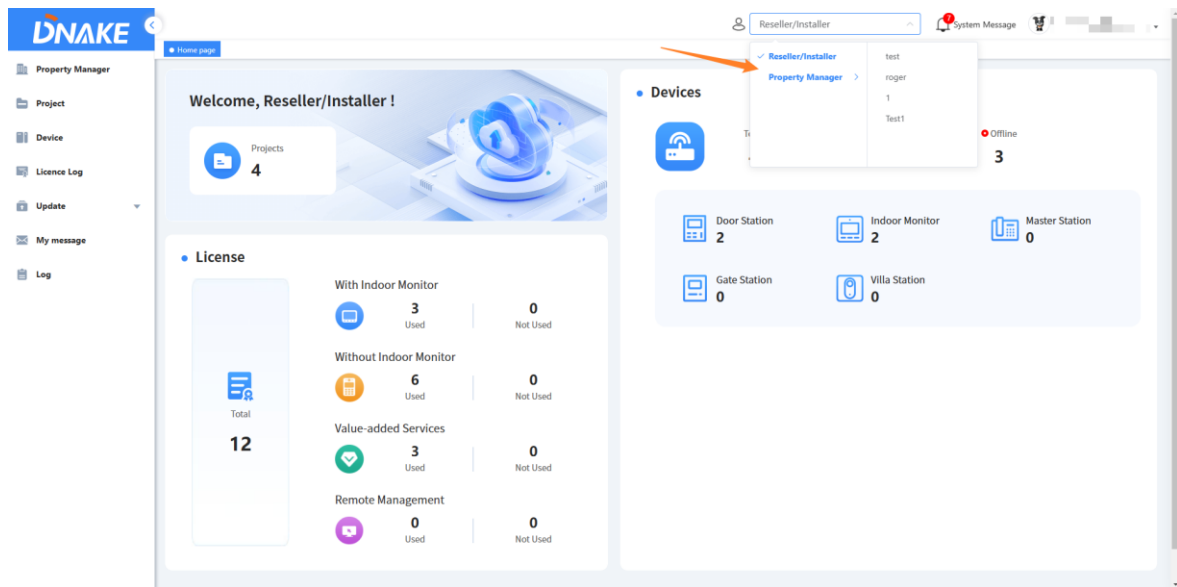 DNAKE
Reseller/Installer
7
System Message
Home page
Property Manager
Project
Device
Licence Log
Update
My message
Log
Reseller/Installer
Property Manager
test
roger
1
Test1
Welcome, Reseller/Installer !
Projects
4
License
Total
12
With Indoor Monitor
3
0
Used
Not Used
Without Indoor Monitor
6
0
Used
Not Used
Value-added Services
3
0
Used
Not Used
Remote Management
0
0
Used
Not Used
Devices
Offline
3
Door Station
2
Indoor Monitor
2
Master Station
0
Gate Station
0
Villa Station
0